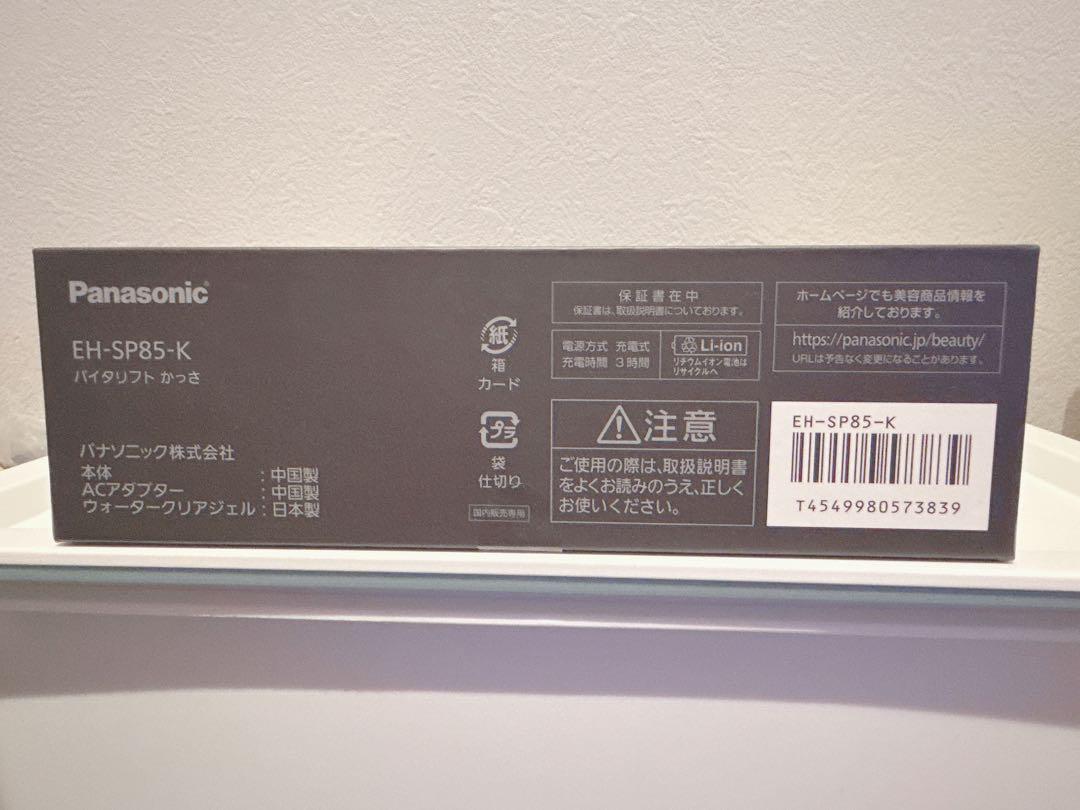 Panasonic
EH-SP85-K
バイタリフト かっさ
パナソニック株式会社
本体 : 中国製
ACアダプター : 中国製
ウォータークリアジェル : 日本製
紙
箱
カード
プラ
袋
仕切り
国内販売専用
保証書在中
保証書は、取扱説明書についております。
電源方式 充電式
充電時間 3時間
Li-ion
リチウムイオン電池は
リサイクルへ
注意
ご使用の際は、取扱説明書
をよくお読みのうえ、正しく
お使いください。
ホームページでも美容商品情報を
紹介しております。
https://panasonic.jp/beauty/
URLは予告なく変更になることがあります。
EH-SP85-K
T4549980573839